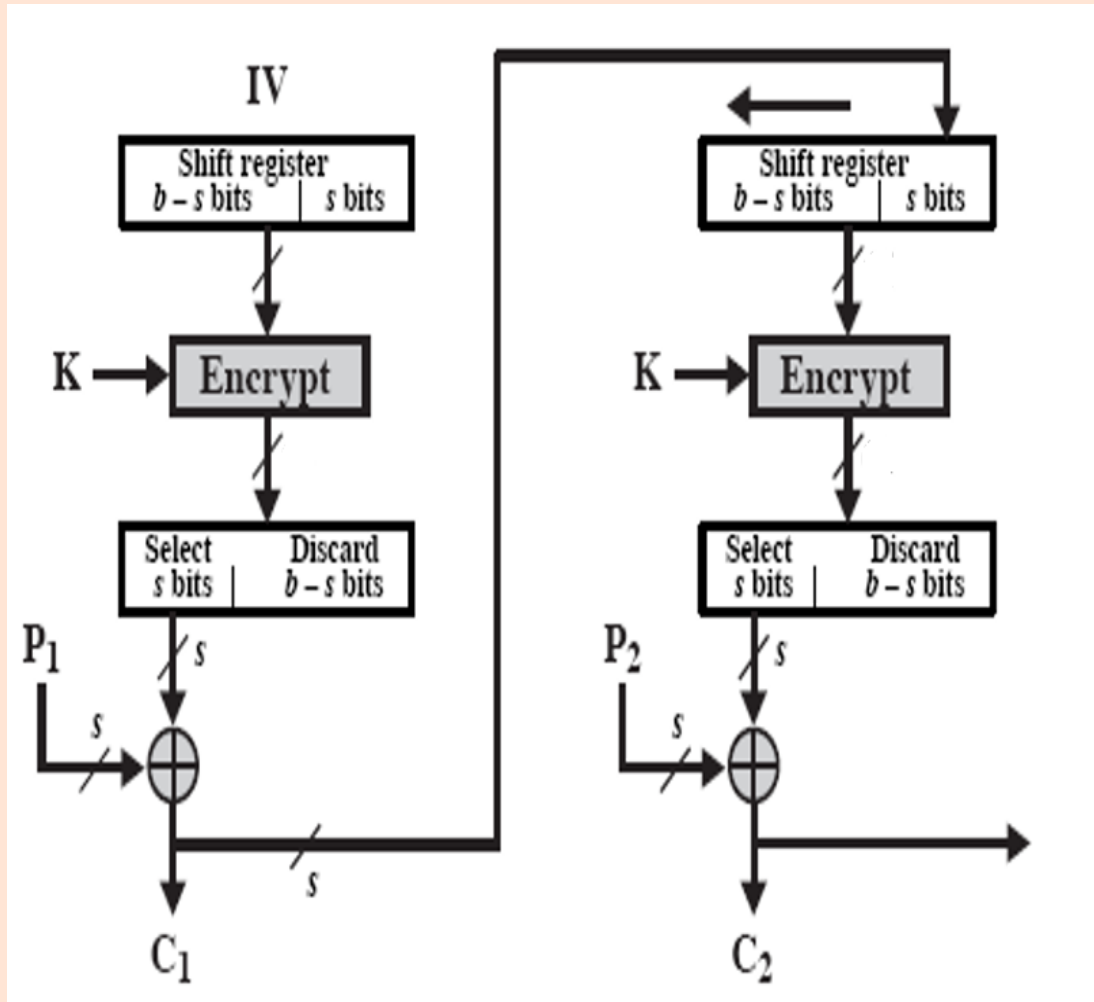 IV
Shift register
b – s bits | s bits
K
Encrypt
Select Discard
s bits | b – s bits
P1
s
s
s
C1
Shift register
b – s bits | s bits
K
Encrypt
Select Discard
s bits | b – s bits
P2
s
s
C2